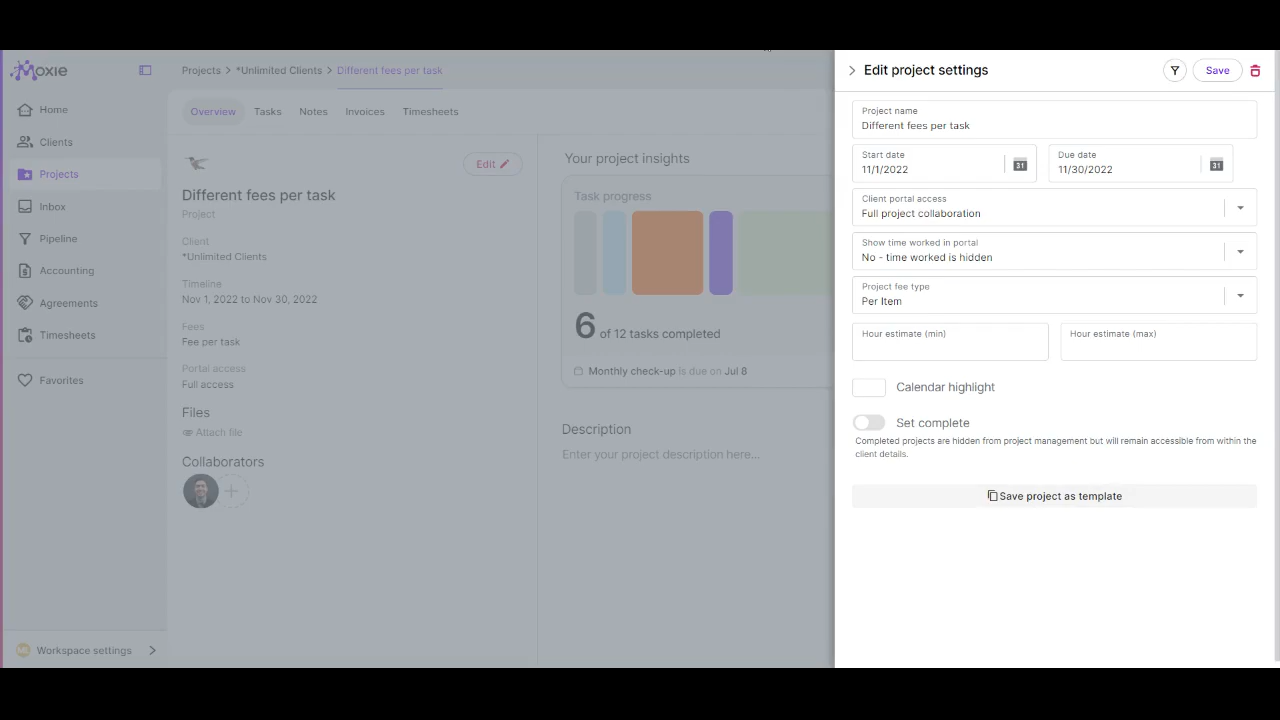 Moxie
Projects > *Unlimited Clients > Different fees per task
Home
Clients
Projects
Inbox
Pipeline
Accounting
Agreements
Timesheets
Favorites
Workspace settings
Overview Tasks Notes Invoices Timesheets
Edit
Different fees per task
Project
Client
*Unlimited Clients
Timeline
Nov 1, 2022 to Nov 30, 2022
Fees
Fee per task
Portal access
Full access
Files
Attach file
Collaborators
Your project insights
Task progress
6 of 12 tasks completed
Monthly check-up is due on Jul 8
Description
Enter your project description here...
Edit project settings
Save
Project name
Different fees per task
Start date
11/1/2022
31
Due date
11/30/2022
31
Client portal access
Full project collaboration
Show time worked in portal
No - time worked is hidden
Project fee type
Per Item
Hour estimate (min)
Hour estimate (max)
Calendar highlight
Set complete
Completed projects are hidden from project management but will remain accessible from within the
client details.
Save project as template